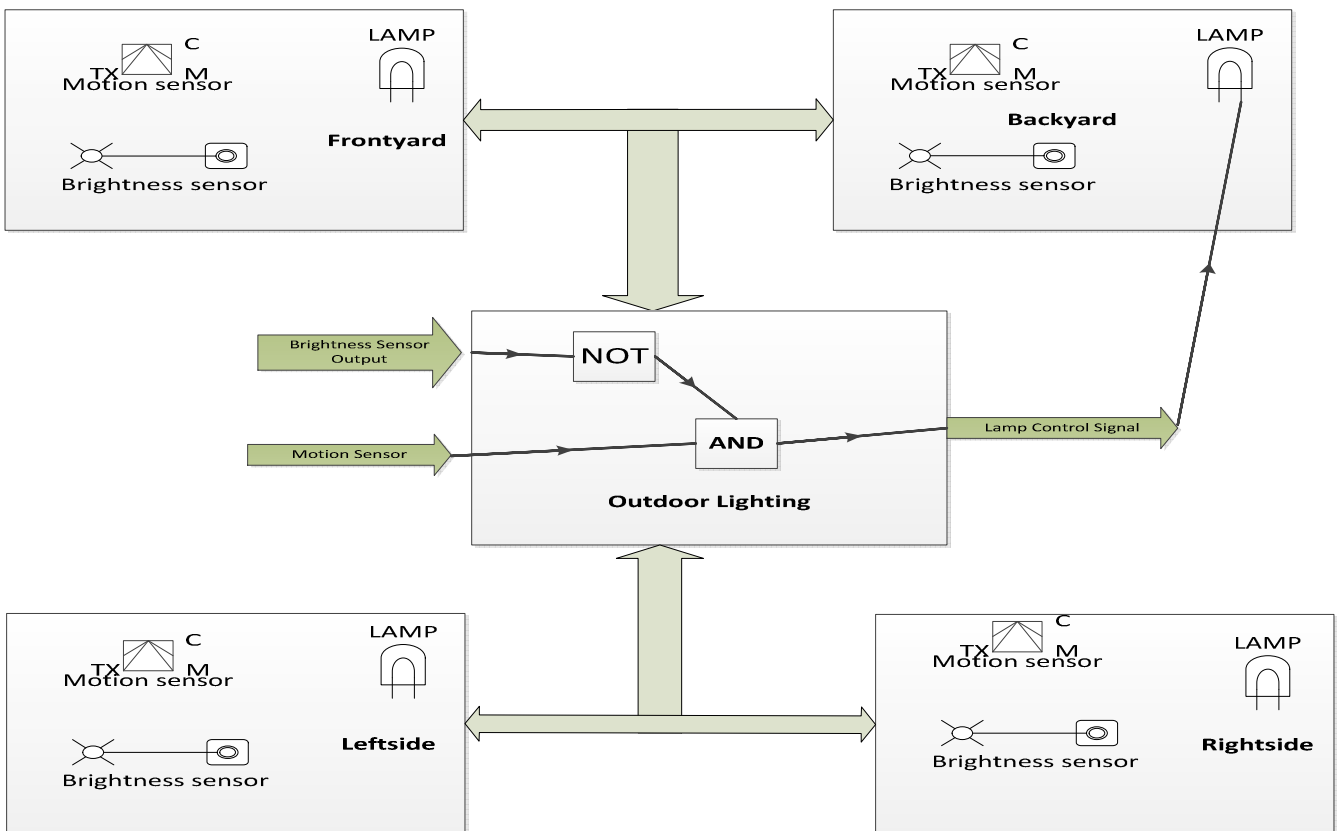 C
TX
M
Motion sensor
LAMP
Frontyard
Brightness sensor
C
TX
M
Motion sensor
LAMP
Backyard
Brightness sensor
Brightness Sensor
Output
NOT
Motion Sensor
AND
Lamp Control Signal
Outdoor Lighting
C
TX
M
Motion sensor
LAMP
Leftside
Brightness sensor
C
TX
M
Motion sensor
LAMP
Rightside
Brightness sensor